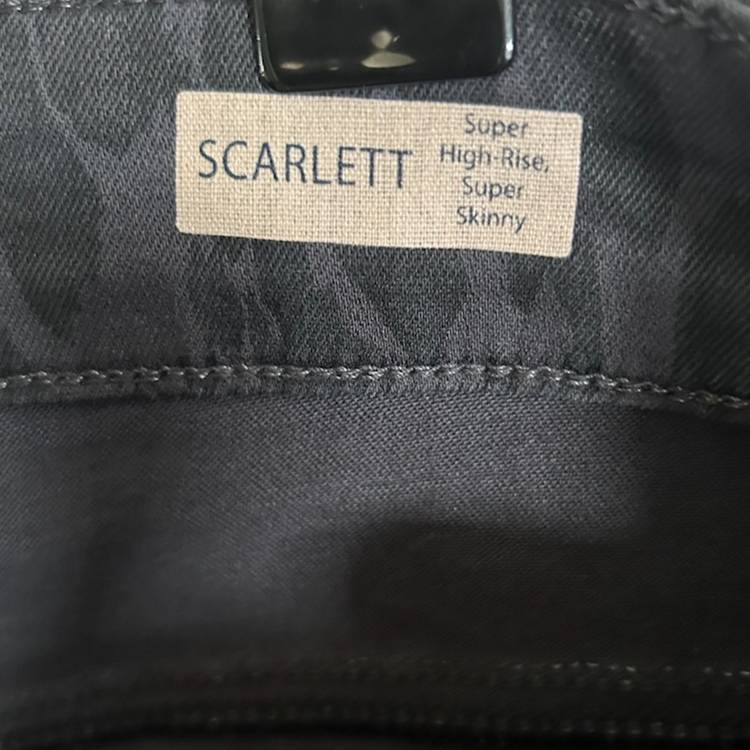 SCARLETT
Super
High-Rise,
Super
Skinny